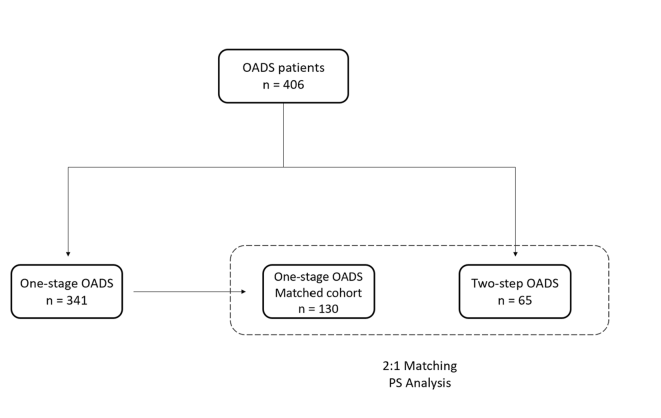 OADS patients
n = 406
One-stage OADS
n = 341
One-stage OADS
Matched cohort
n = 130
Two-step OADS
n = 65
2:1 Matching
PS Analysis